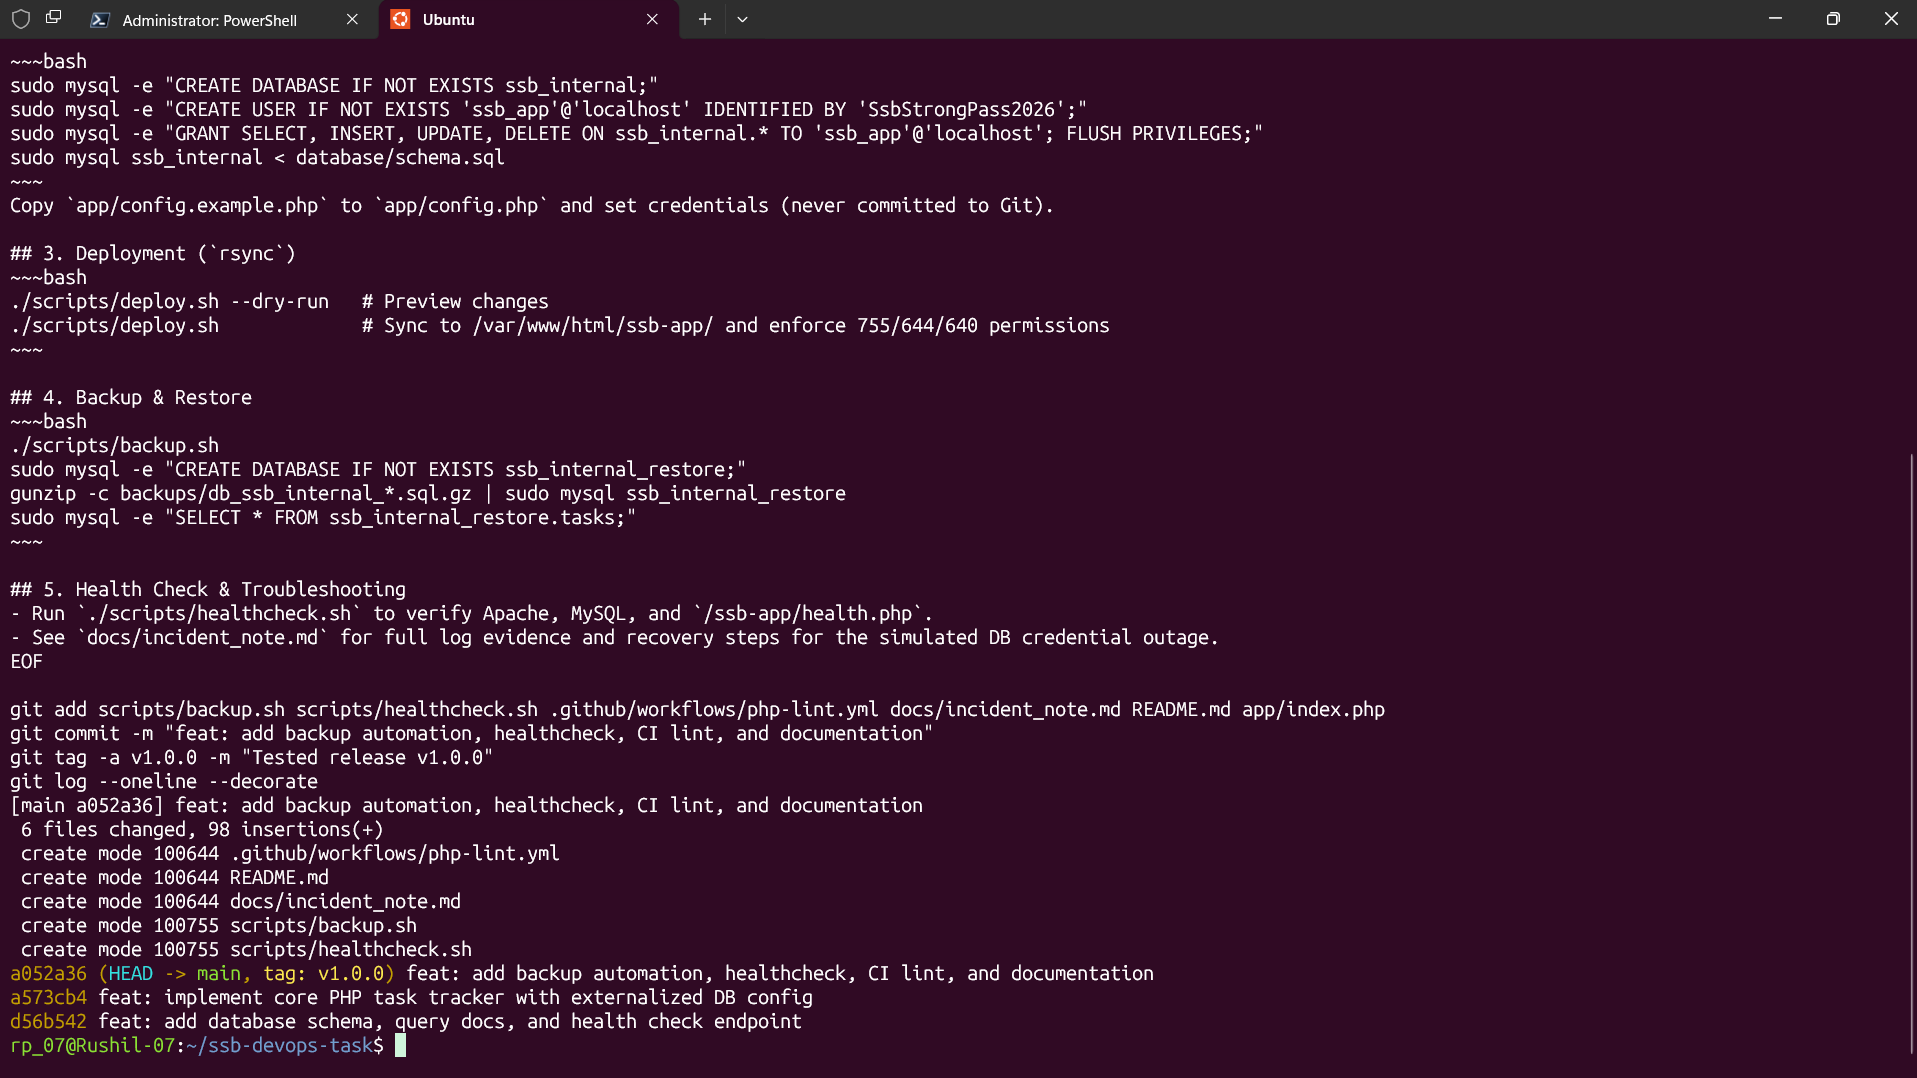 Administrator: PowerShell
Ubuntu
~~~bash
sudo mysql -e "CREATE DATABASE IF NOT EXISTS ssb_internal;"
sudo mysql -e "CREATE USER IF NOT EXISTS 'ssb_app'@'localhost' IDENTIFIED BY 'SsbStrongPass2026';"
sudo mysql -e "GRANT SELECT, INSERT, UPDATE, DELETE ON ssb_internal.* TO 'ssb_app'@'localhost'; FLUSH PRIVILEGES;"
sudo mysql ssb_internal < database/schema.sql
~~~
Copy `app/config.example.php` to `app/config.php` and set credentials (never committed to Git).

## 3. Deployment (`rsync`)
~~~bash
./scripts/deploy.sh --dry-run   # Preview changes
./scripts/deploy.sh             # Sync to /var/www/html/ssb-app/ and enforce 755/644/640 permissions
~~~

## 4. Backup & Restore
~~~bash
./scripts/backup.sh
sudo mysql -e "CREATE DATABASE IF NOT EXISTS ssb_internal_restore;"
gunzip -c backups/db_ssb_internal_*.sql.gz | sudo mysql ssb_internal_restore
sudo mysql -e "SELECT * FROM ssb_internal_restore.tasks;"
~~~

## 5. Health Check & Troubleshooting
- Run `./scripts/healthcheck.sh` to verify Apache, MySQL, and `/ssb-app/health.php`.
- See `docs/incident_note.md` for full log evidence and recovery steps for the simulated DB credential outage.
EOF

git add scripts/backup.sh scripts/healthcheck.sh .github/workflows/php-lint.yml docs/incident_note.md README.md app/index.php
git commit -m "feat: add backup automation, healthcheck, CI lint, and documentation"
git tag -a v1.0.0 -m "Tested release v1.0.0"
git log --oneline --decorate
[main a052a36] feat: add backup automation, healthcheck, CI lint, and documentation
 6 files changed, 98 insertions(+)
 create mode 100644 .github/workflows/php-lint.yml
 create mode 100644 README.md
 create mode 100644 docs/incident_note.md
 create mode 100755 scripts/backup.sh
 create mode 100755 scripts/healthcheck.sh
a052a36 (HEAD -> main, tag: v1.0.0) feat: add backup automation, healthcheck, CI lint, and documentation
a573cb4 feat: implement core PHP task tracker with externalized DB config
d56b542 feat: add database schema, query docs, and health check endpoint
rp_07@Rushil-07:~/ssb-devops-task$